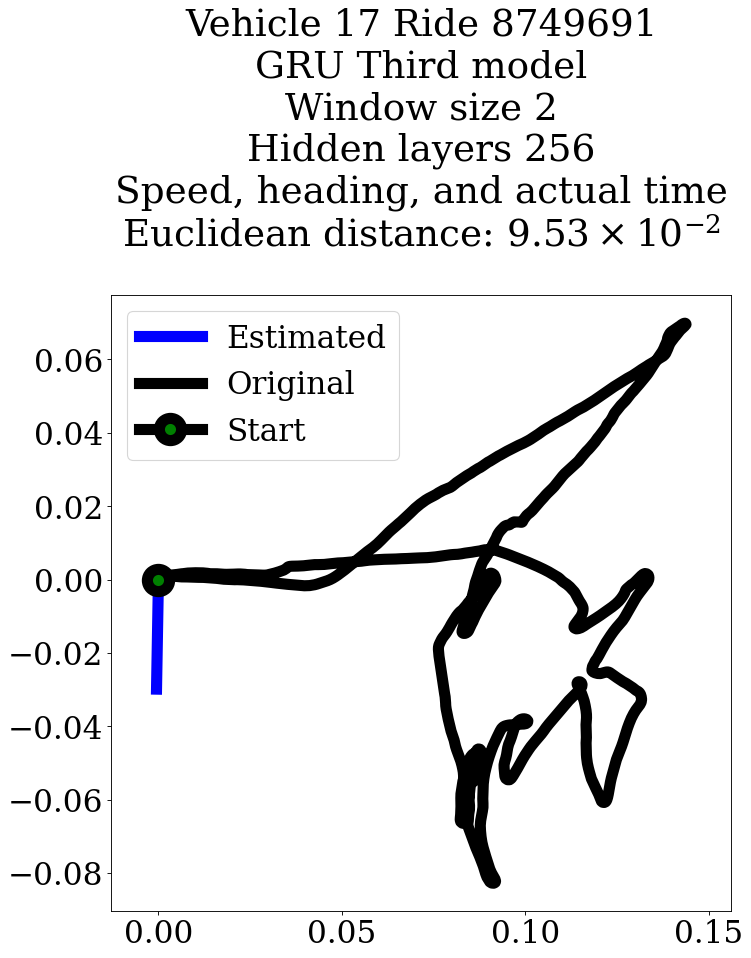 Vehicle 17 Ride 8749691
GRU Third model
Window size 2
Hidden layers 256
Speed, heading, and actual time
Euclidean distance: 9.53 × 10⁻²
Estimated
Original
Start
0.06
0.04
0.02
0.00
−0.02
−0.04
−0.06
−0.08
0.00 0.05 0.10 0.15